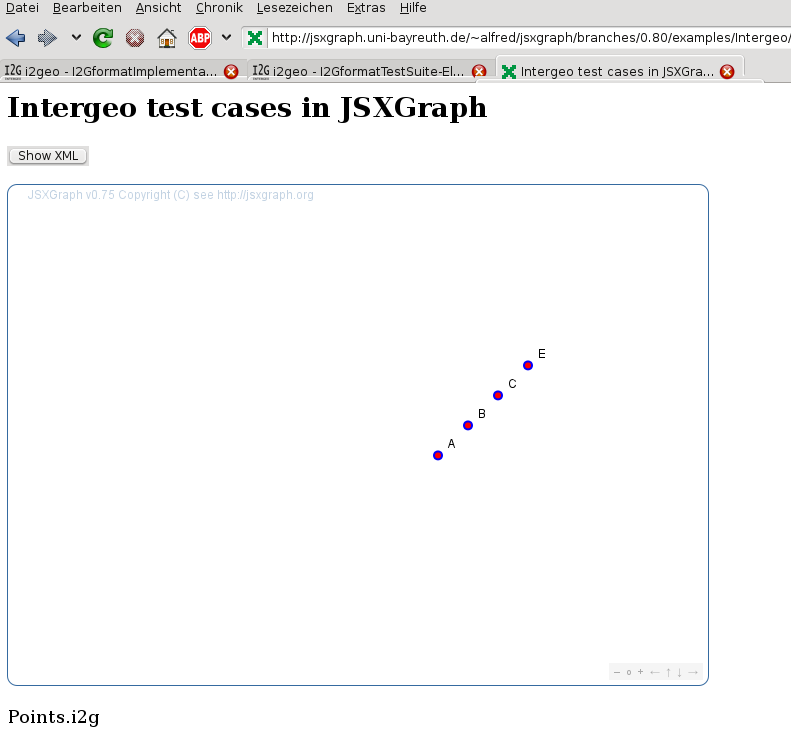 Datei Bearbeiten Ansicht Chronik Lesezeichen Extras Hilfe
ABP http://jsxgraph.uni-bayreuth.de/~alfred/jsxgraph/branches/0.80/examples/Intergeo/
I2G i2geo - I2GformatImplementa... I2G i2geo - I2GformatTestSuite-El... Intergeo test cases in JSXGra...
Intergeo test cases in JSXGraph
Show XML
JSXGraph v0.75 Copyright (C) see http://jsxgraph.org
E
C
B
A
− o + ← ↑ ↓ →
Points.i2g